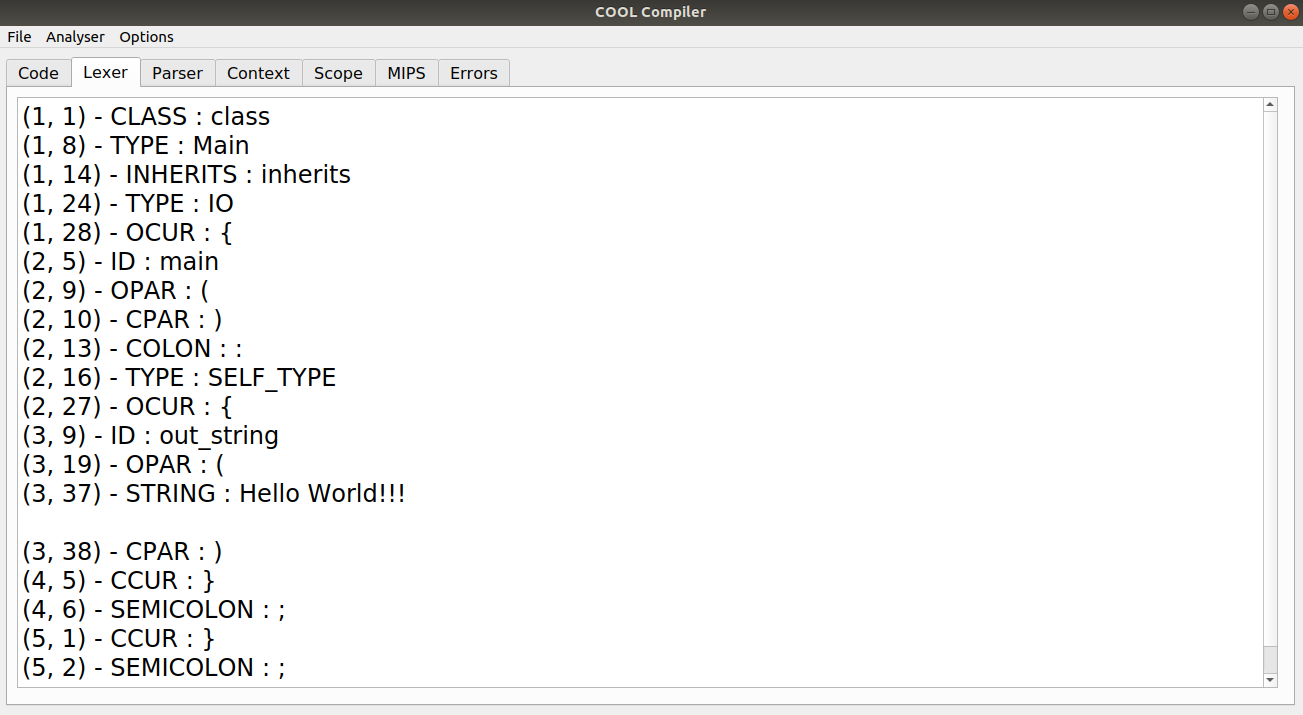 COOL Compiler
File Analyser Options
Code Lexer Parser Context Scope MIPS Errors
(1, 1) - CLASS : class
(1, 8) - TYPE : Main
(1, 14) - INHERITS : inherits
(1, 24) - TYPE : IO
(1, 28) - OCUR : {
(2, 5) - ID : main
(2, 9) - OPAR : (
(2, 10) - CPAR : )
(2, 13) - COLON : :
(2, 16) - TYPE : SELF_TYPE
(2, 27) - OCUR : {
(3, 9) - ID : out_string
(3, 19) - OPAR : (
(3, 37) - STRING : Hello World!!!
(3, 38) - CPAR : )
(4, 5) - CCUR : }
(4, 6) - SEMICOLON : ;
(5, 1) - CCUR : }
(5, 2) - SEMICOLON : ;